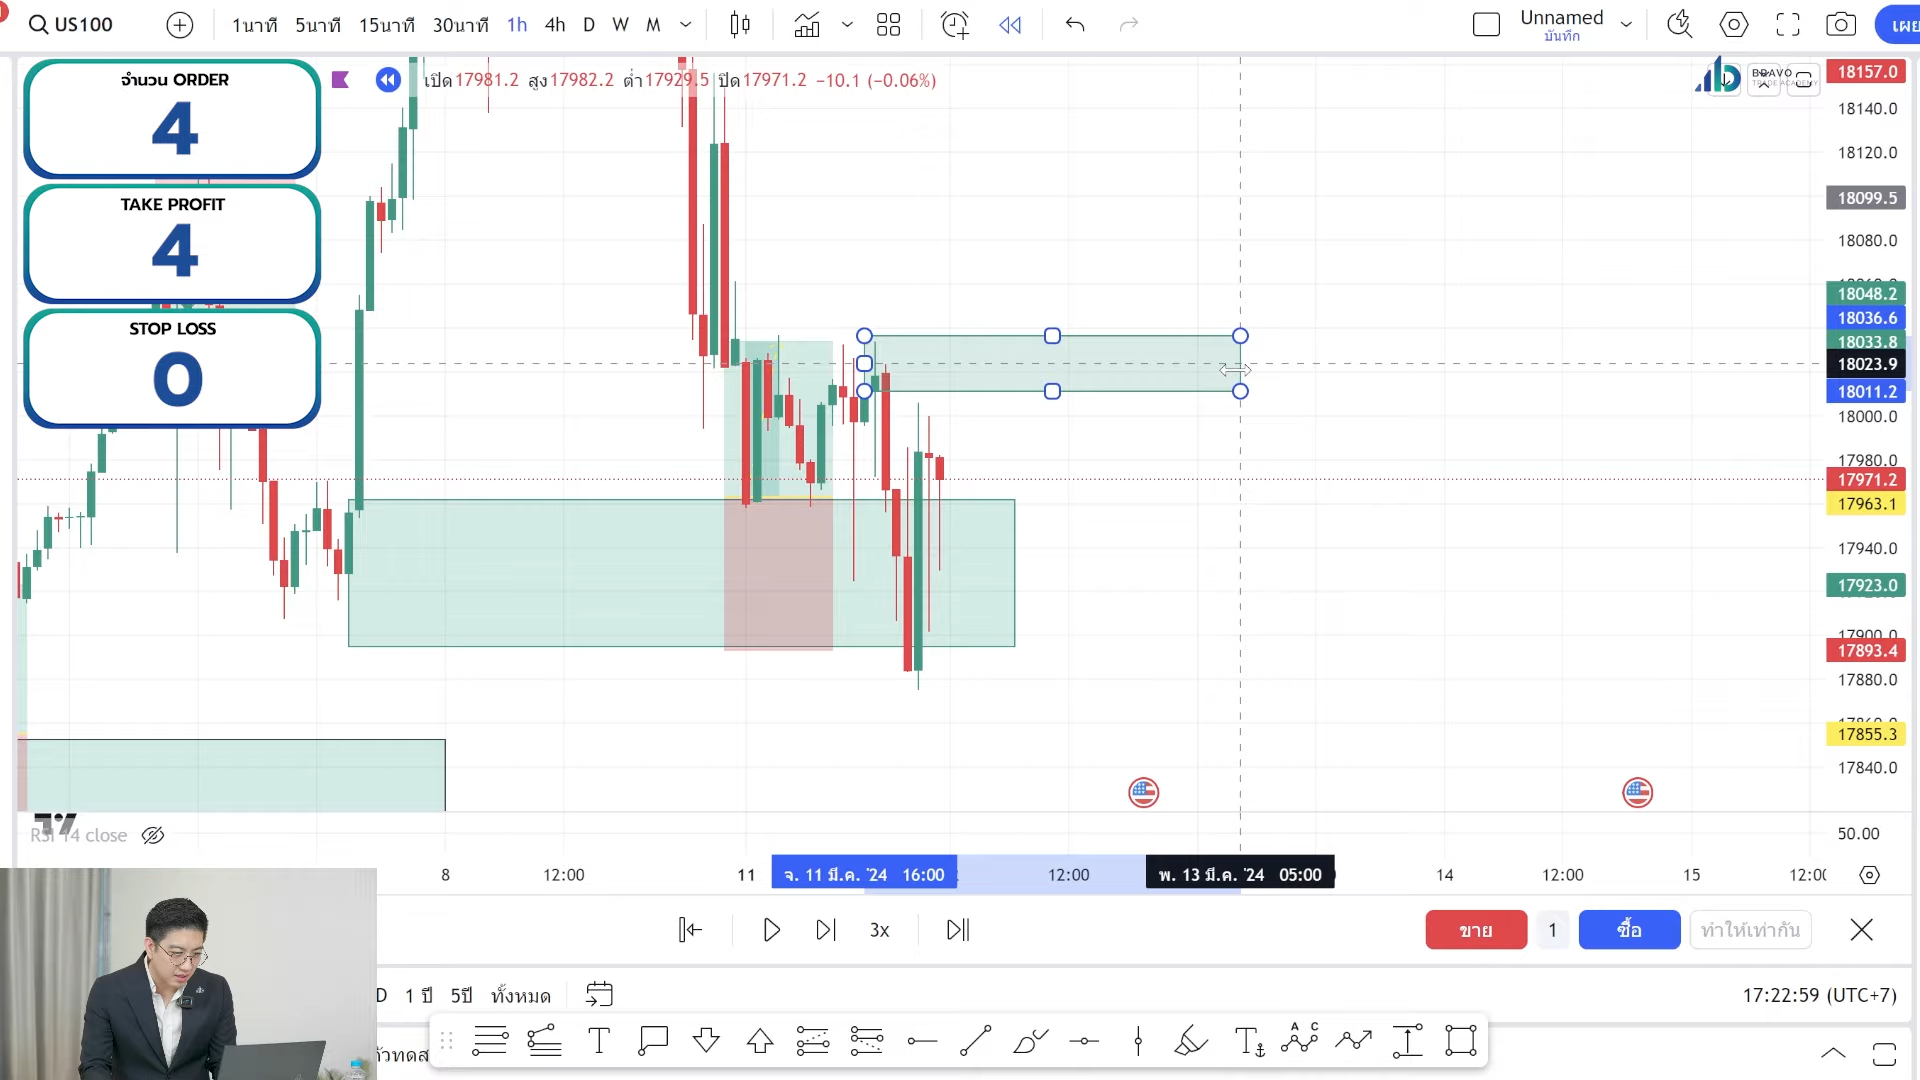 US100
1นาที 5นาที 15นาที 30นาที 1h 4h D W M
Unnamed
บันทึก
เผย
จำนวน ORDER
4
TAKE PROFIT
4
STOP LOSS
0
เปิด17981.2 สูง17982.2 ต่ำ17929.5 ปิด17971.2 −10.1 (−0.06%)
BRAVO
18157.0
18140.0
18120.0
18099.5
18080.0
18048.2
18036.6
18033.8
18023.9
18011.2
18000.0
17980.0
17971.2
17963.1
17940.0
17923.0
17900.0
17893.4
17880.0
17855.3
17840.0
RSI 14 close
50.00
8 12:00 11 จ. 11 มี.ค. '24 16:00 12:00 พ. 13 มี.ค. '24 05:00 14 12:00 15
3x
ขาย 1 ซื้อ ทำให้เท่ากัน
D 1 ปี 5ปี ทั้งหมด
17:22:59 (UTC+7)